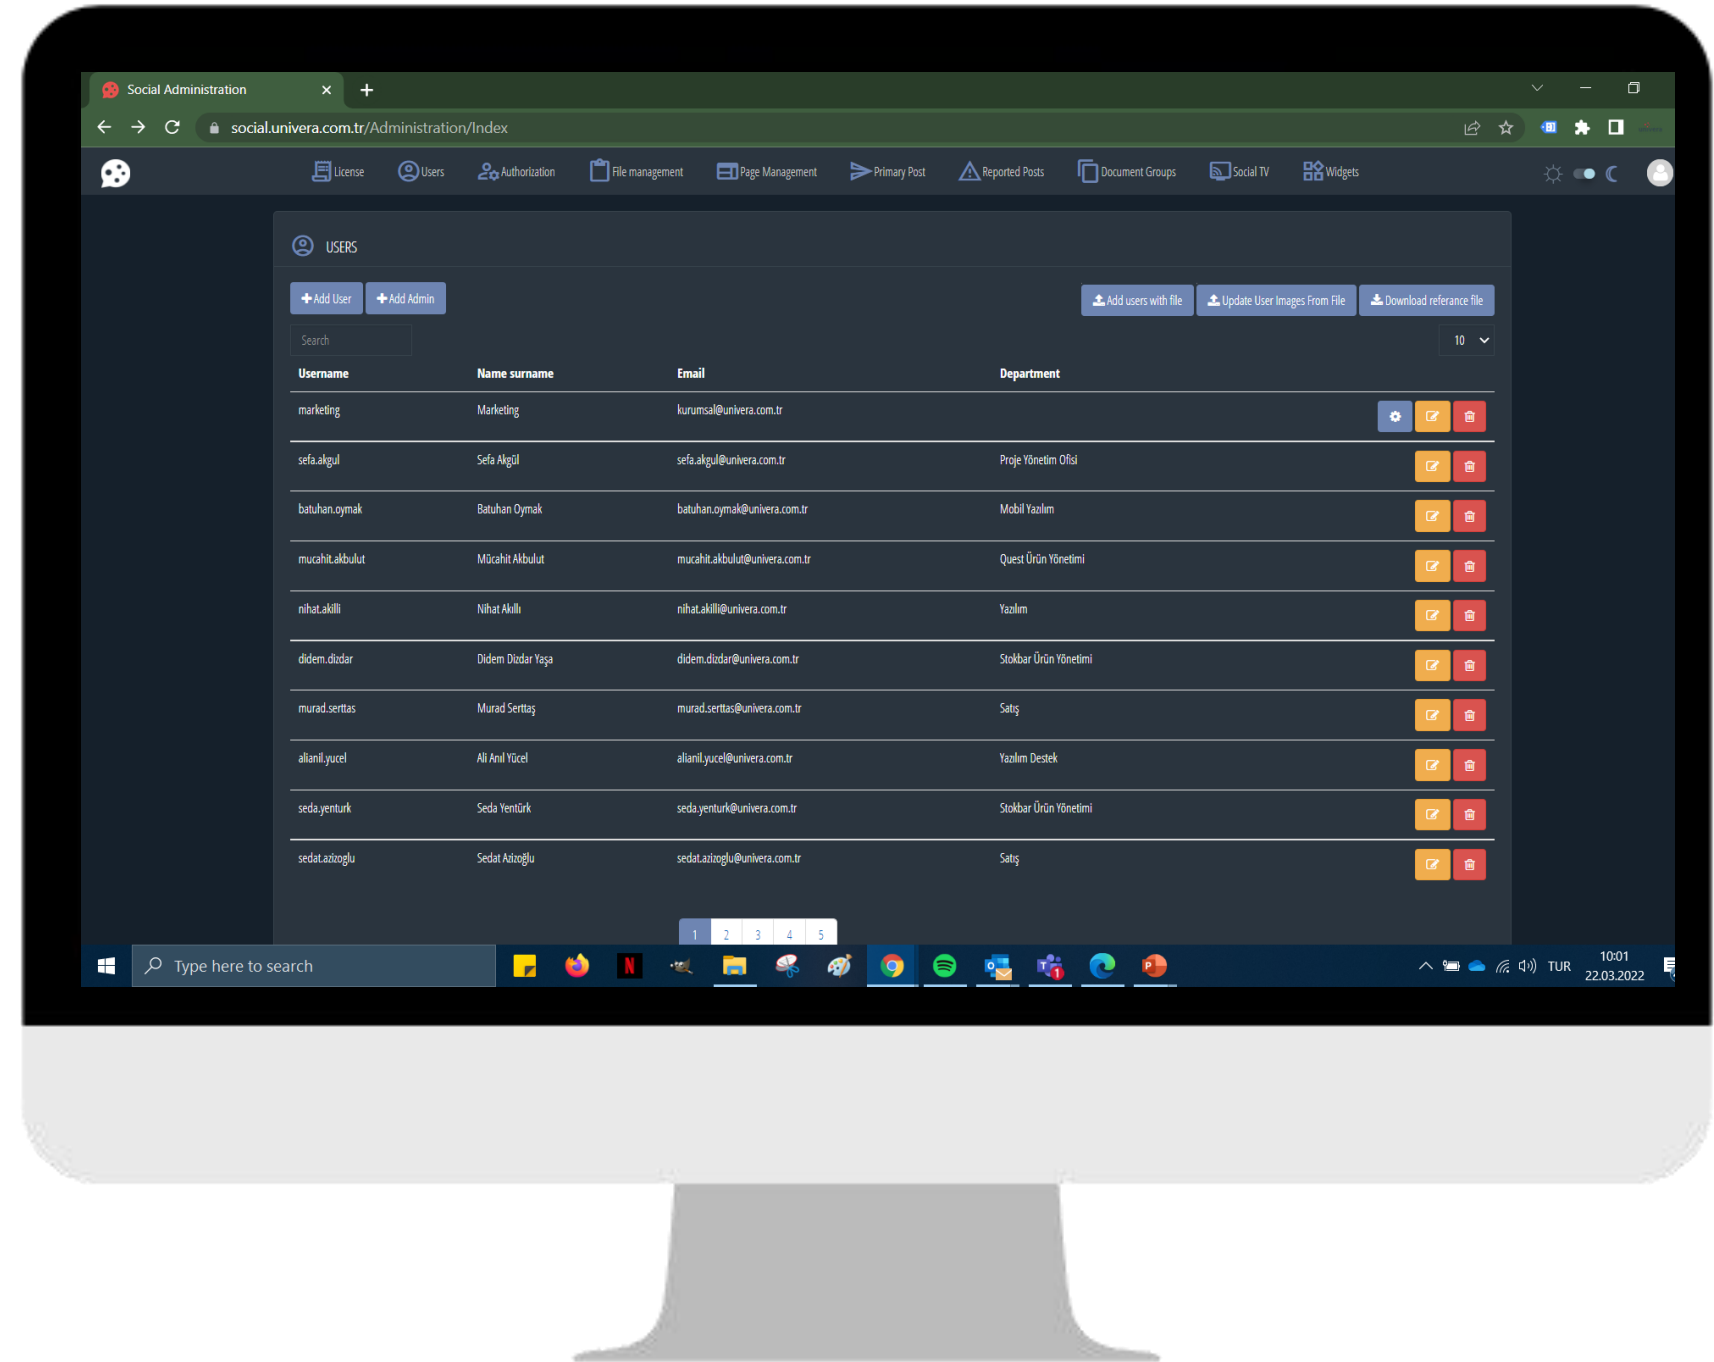 Social Administration
social.univera.com.tr/Administration/Index
License Users Authorization File management Page Management Primary Post Reported Posts Document Groups Social TV Widgets
USERS
Add User Add Admin Add users with file Update User Images From File Download referance file
Search 10
Username Name surname Email Department
marketing Marketing kurumsal@univera.com.tr
sefa.akgul Sefa Akgül sefa.akgul@univera.com.tr Proje Yönetim Ofisi
batuhan.oymak Batuhan Oymak batuhan.oymak@univera.com.tr Mobil Yazılım
mucahit.akbulut Mücahit Akbulut mucahit.akbulut@univera.com.tr Quest Ürün Yönetimi
nihat.akilli Nihat Akıllı nihat.akilli@univera.com.tr Yazılım
didem.dizdar Didem Dizdar Yaşa didem.dizdar@univera.com.tr Stokbar Ürün Yönetimi
murad.serttas Murad Serttaş murad.serttas@univera.com.tr Satış
alianil.yucel Ali Anıl Yücel alianil.yucel@univera.com.tr Yazılım Destek
seda.yenturk Seda Yentürk seda.yenturk@univera.com.tr Stokbar Ürün Yönetimi
sedat.azizoglu Sedat Azizoğlu sedat.azizoglu@univera.com.tr Satış
1 2 3 4 5
Type here to search TUR 10:01
22.03.2022